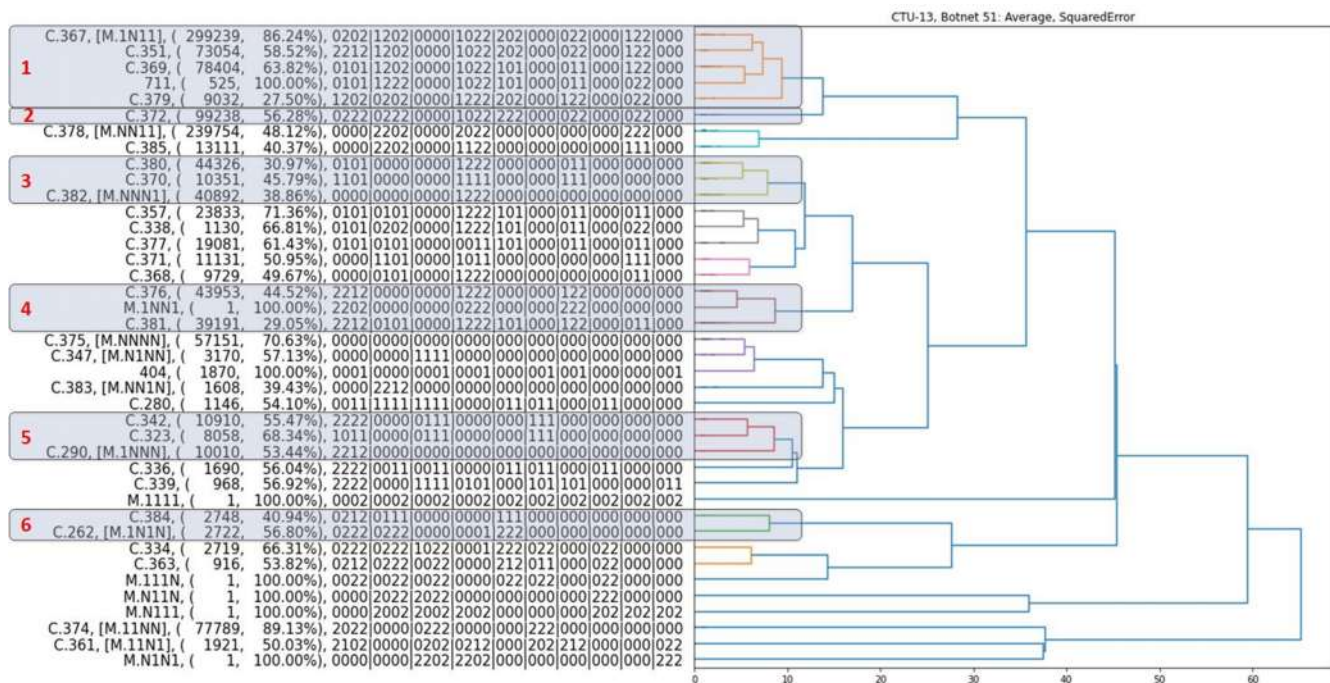 CTU-13, Botnet 51: Average, SquaredError
1
C.367, [M.1N11], ( 299239, 86.24%), 0202|1202|0000|1022|202|000|022|000|122|000
C.351, ( 73054, 58.52%), 2212|1202|0000|1022|202|000|022|000|122|000
C.369, ( 78404, 63.82%), 0101|1202|0000|1022|101|000|011|000|122|000
711, ( 525, 100.00%), 0101|1222|0000|1022|101|000|011|000|022|000
C.379, ( 9032, 27.50%), 1202|0202|0000|1222|202|000|122|000|022|000
2
C.372, ( 99238, 56.28%), 0222|0222|0000|1022|222|000|022|000|022|000
C.378, [M.NN11], ( 239754, 48.12%), 0000|2202|0000|2022|000|000|000|000|222|000
C.385, ( 13111, 40.37%), 0000|2202|0000|1122|000|000|000|000|111|000
3
C.380, ( 44326, 30.97%), 0101|0000|0000|1222|000|000|011|000|000|000
C.370, ( 10351, 45.79%), 1101|0000|0000|1111|000|000|111|000|000|000
C.382, [M.NNN1], ( 40892, 38.86%), 0000|0000|0000|1222|000|000|000|000|000|000
C.357, ( 23833, 71.36%), 0101|0101|0000|1222|101|000|011|000|011|000
C.338, ( 1130, 66.81%), 0101|0202|0000|1222|101|000|011|000|022|000
C.377, ( 19081, 61.43%), 0101|0101|0000|0011|101|000|011|000|011|000
C.371, ( 11131, 50.95%), 0000|1101|0000|1011|000|000|000|000|111|000
C.368, ( 9729, 49.67%), 0000|0101|0000|1222|000|000|000|000|011|000
4
C.376, ( 43953, 44.52%), 2212|0000|0000|1222|000|000|122|000|000|000
M.1NN1, ( 1, 100.00%), 2202|0000|0000|0222|000|000|222|000|000|000
C.381, ( 39191, 29.05%), 2212|0101|0000|1222|101|000|122|000|011|000
C.375, [M.NNNN], ( 57151, 70.63%), 0000|0000|0000|0000|000|000|000|000|000|000
C.347, [M.N1NN], ( 3170, 57.13%), 0000|0000|1111|0000|000|000|000|000|000|000
404, ( 1870, 100.00%), 0001|0000|0001|0001|000|001|001|000|000|001
C.383, [M.NN1N], ( 1608, 39.43%), 0000|2212|0000|0000|000|000|000|000|000|000
C.280, ( 1146, 54.10%), 0011|1111|1111|0000|011|011|000|011|000|000
5
C.342, ( 10910, 55.47%), 2222|0000|0111|0000|000|111|000|000|000|000
C.323, ( 8058, 68.34%), 1011|0000|0111|0000|000|111|000|000|000|000
C.290, [M.1NNN], ( 10010, 53.44%), 2212|0000|0000|0000|000|000|000|000|000|000
C.336, ( 1690, 56.04%), 2222|0011|0011|0000|011|011|000|011|000|000
C.339, ( 968, 56.92%), 2222|0000|1111|0101|000|101|101|000|000|011
M.1111, ( 1, 100.00%), 0002|0002|0002|0002|002|002|002|002|002|002
6
C.384, ( 2748, 40.94%), 0212|0111|0000|0000|111|000|000|000|000|000
C.262, [M.1N1N], ( 2722, 56.80%), 0222|0222|0000|0001|222|000|000|000|000|000
C.334, ( 2719, 66.31%), 0222|0222|1022|0001|222|022|000|022|000|000
C.363, ( 916, 53.82%), 0212|0222|0022|0000|212|011|000|022|000|000
M.111N, ( 1, 100.00%), 0022|0022|0022|0000|022|022|000|022|000|000
M.N11N, ( 1, 100.00%), 0000|2022|2022|0000|000|000|000|222|000|000
M.N111, ( 1, 100.00%), 0000|2002|2002|2002|000|000|000|202|202|202
C.374, [M.11NN], ( 77789, 89.13%), 2022|0222|0000|0000|222|000|000|000|000|000
C.361, [M.11N1], ( 1921, 50.03%), 2102|0000|0202|0212|000|202|212|000|000|022
M.N1N1, ( 1, 100.00%), 0000|0000|2202|2202|000|000|000|000|000|222
0 10 20 30 40 50 60